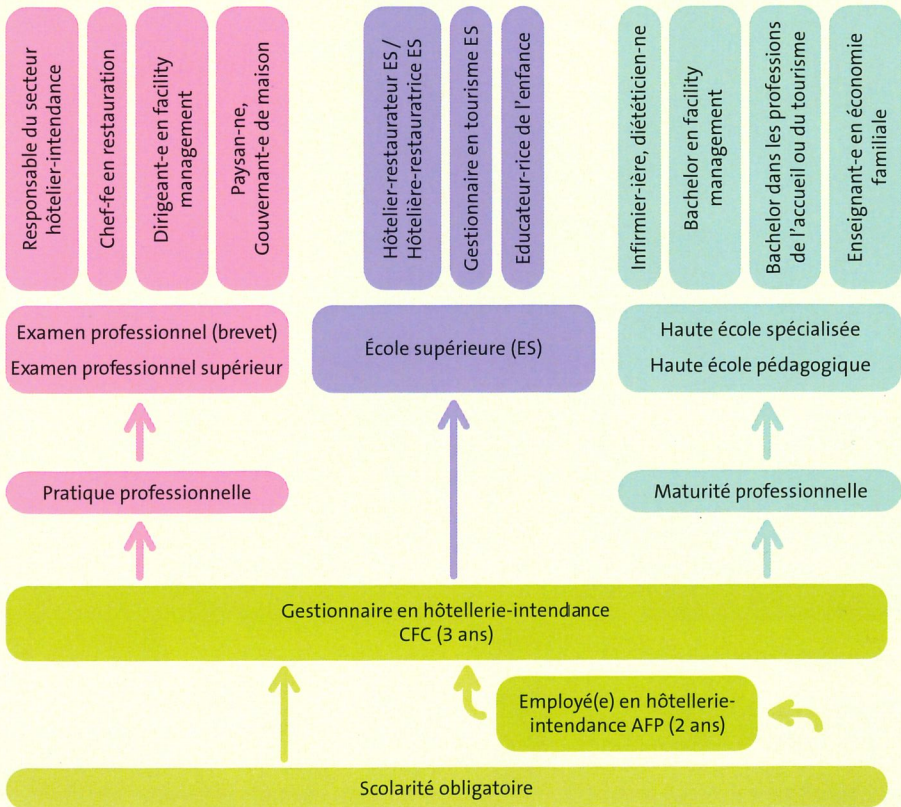 Responsable du secteur
hôtelier-intendance
Chef-fe en restauration
Dirigeant-e en facility
management
Paysan-ne,
Gouvernant-e de maison
Hôtelier-restaurateur ES /
Hôtelière-restauratrice ES
Gestionnaire en tourisme ES
Educateur-rice de l'enfance
Infirmier-ière, diététicien-ne
Bachelor en facility
management
Bachelor dans les professions
de l'accueil ou du tourisme
Enseignant-e en économie
familiale
Examen professionnel (brevet)
Examen professionnel supérieur
École supérieure (ES)
Haute école spécialisée
Haute école pédagogique
Pratique professionnelle
Maturité professionnelle
Gestionnaire en hôtellerie-intendance
CFC (3 ans)
Employé(e) en hôtellerie-
intendance AFP (2 ans)
Scolarité obligatoire